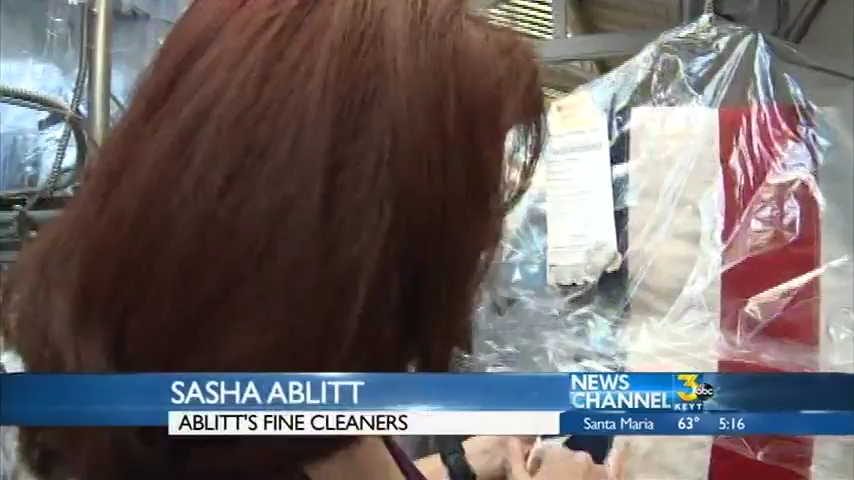 SASHA ABLITT
ABLITT'S FINE CLEANERS
NEWS
CHANNEL
3 abc
KEYT
Santa Maria 63° 5:16